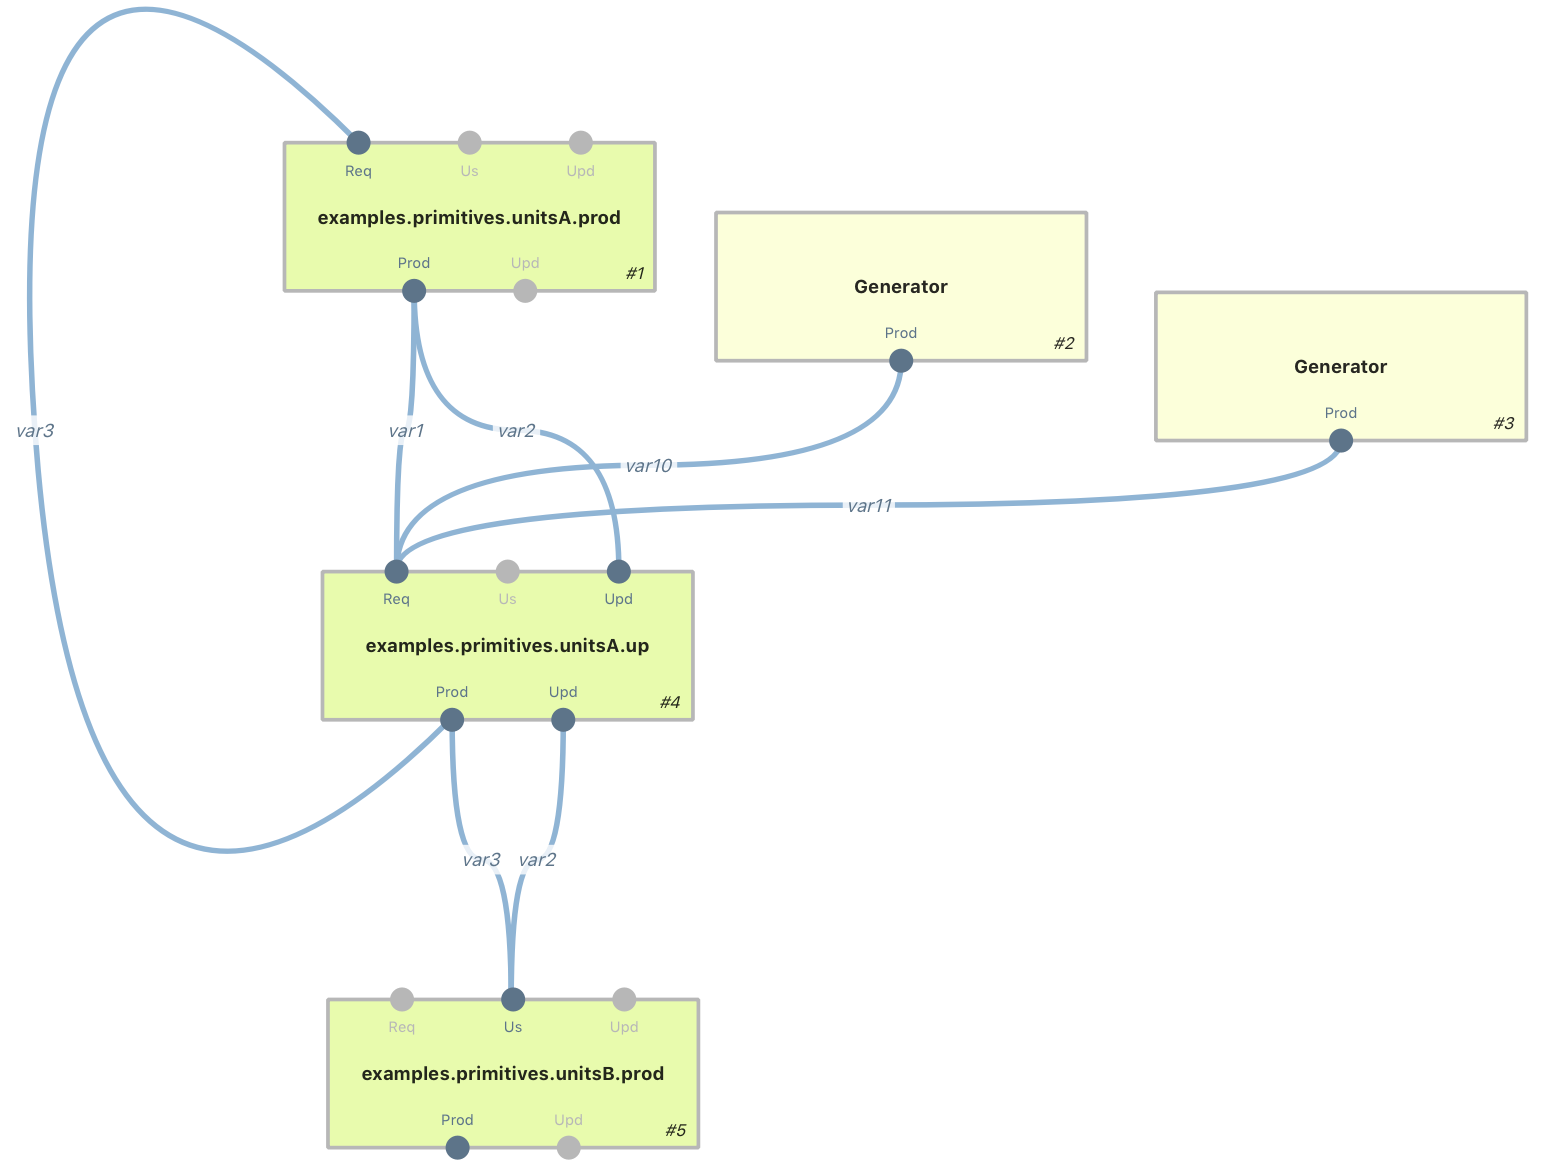 Req
Us
Upd
examples.primitives.unitsA.prod
Prod
Upd
#1
Generator
Prod
#2
Generator
Prod
#3
var3
var1
var2
var10
var11
Req
Us
Upd
examples.primitives.unitsA.up
Prod
Upd
#4
var3
var2
Req
Us
Upd
examples.primitives.unitsB.prod
Prod
Upd
#5